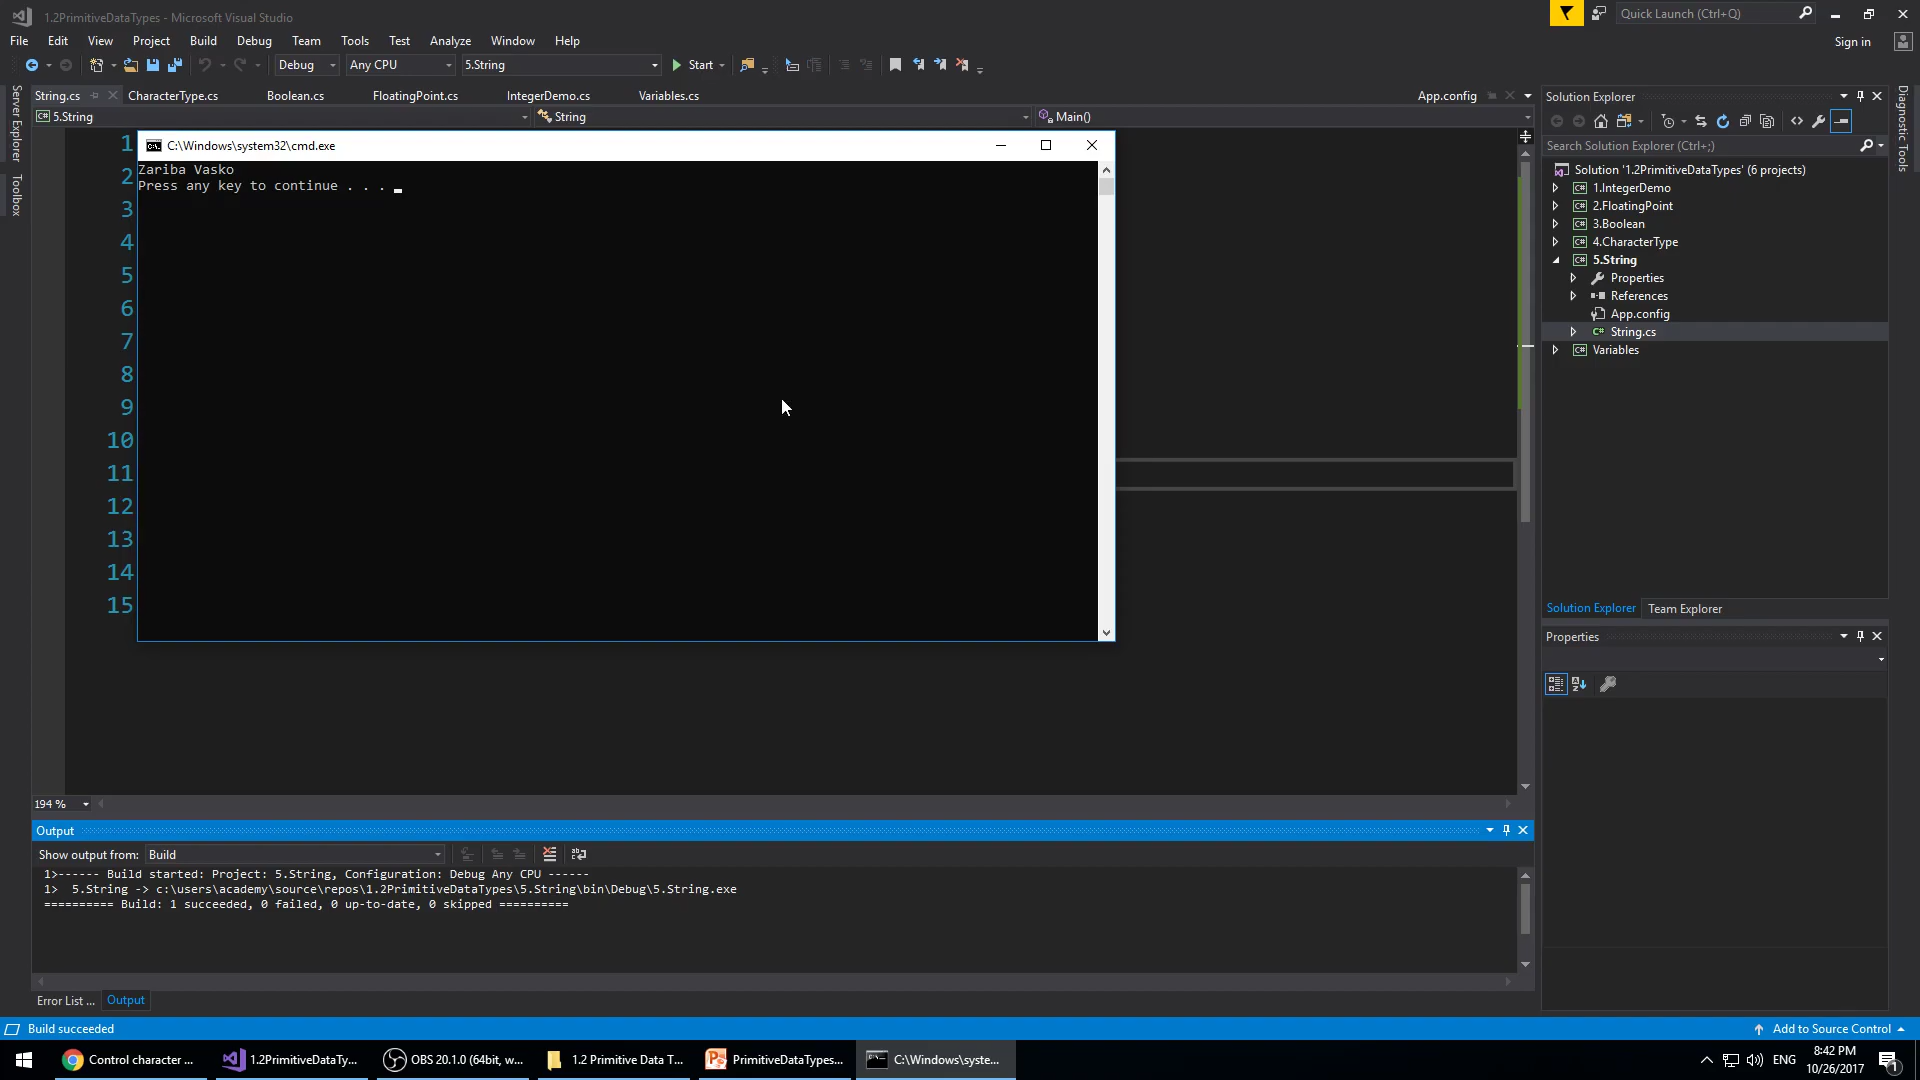 1.2PrimitiveDataTypes - Microsoft Visual Studio
Quick Launch (Ctrl+Q)
File Edit View Project Build Debug Team Tools Test Analyze Window Help
Sign in
Debug Any CPU 5.String Start
String.cs CharacterType.cs Boolean.cs FloatingPoint.cs IntegerDemo.cs Variables.cs App.config
5.String String Main()
Server Explorer
Toolbox
C:\Windows\system32\cmd.exe
Zariba Vasko
Press any key to continue . . .
1
2
3
4
5
6
7
8
9
10
11
12
13
14
15
194 %
Solution Explorer
Search Solution Explorer (Ctrl+;)
Solution '1.2PrimitiveDataTypes' (6 projects)
1.IntegerDemo
2.FloatingPoint
3.Boolean
4.CharacterType
5.String
Properties
References
App.config
String.cs
Variables
Solution Explorer Team Explorer
Properties
Diagnostic Tools
Output
Show output from: Build
1>------ Build started: Project: 5.String, Configuration: Debug Any CPU ------
1>  5.String -> c:\users\academy\source\repos\1.2PrimitiveDataTypes\5.String\bin\Debug\5.String.exe
========== Build: 1 succeeded, 0 failed, 0 up-to-date, 0 skipped ==========
Error List ... Output
Build succeeded
Add to Source Control
Control character ... 1.2PrimitiveDataTy... OBS 20.1.0 (64bit, w... 1.2 Primitive Data T... PrimitiveDataTypes... C:\Windows\syste...
ENG
8:42 PM
10/26/2017
1